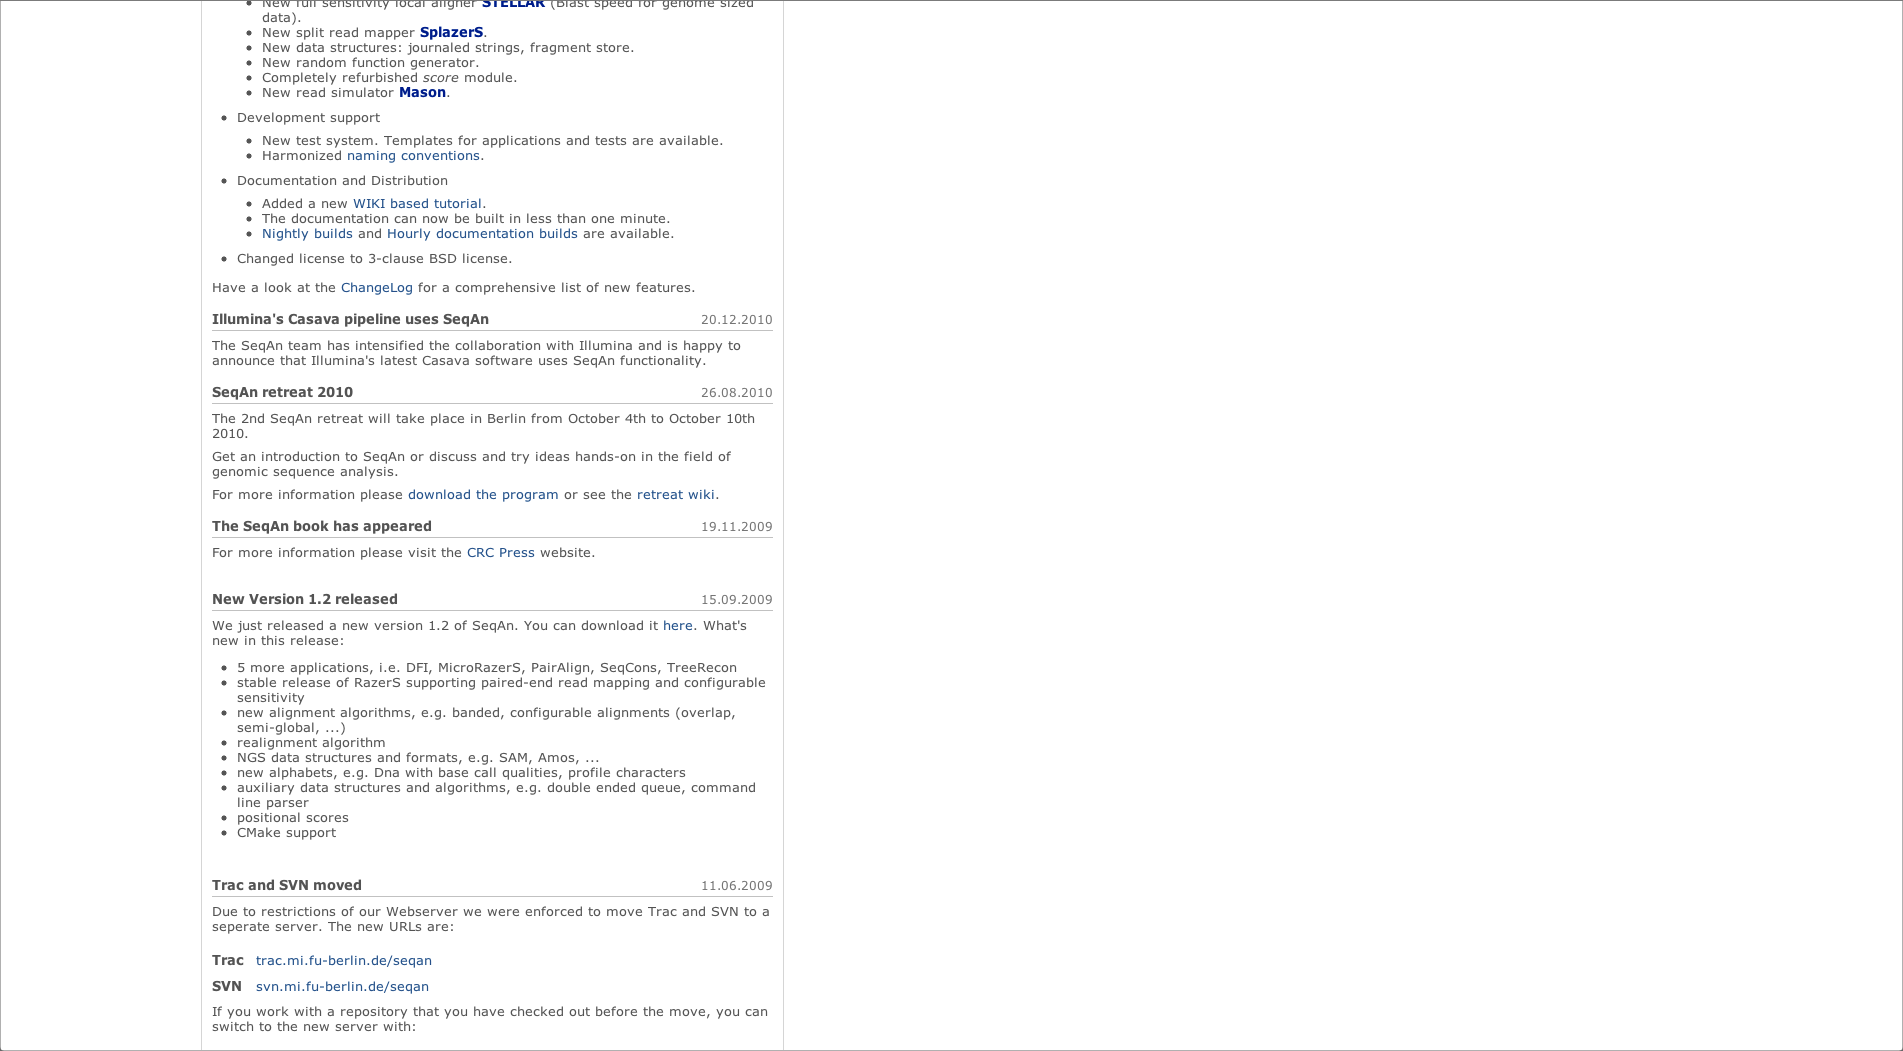 New full sensitivity local aligner STELLAR (Blast speed for genome sized
data).
New split read mapper SplazerS.
New data structures: journaled strings, fragment store.
New random function generator.
Completely refurbished score module.
New read simulator Mason.
Development support
New test system. Templates for applications and tests are available.
Harmonized naming conventions.
Documentation and Distribution
Added a new WIKI based tutorial.
The documentation can now be built in less than one minute.
Nightly builds and Hourly documentation builds are available.
Changed license to 3-clause BSD license.
Have a look at the ChangeLog for a comprehensive list of new features.
Illumina's Casava pipeline uses SeqAn 20.12.2010
The SeqAn team has intensified the collaboration with Illumina and is happy to
announce that Illumina's latest Casava software uses SeqAn functionality.
SeqAn retreat 2010 26.08.2010
The 2nd SeqAn retreat will take place in Berlin from October 4th to October 10th
2010.
Get an introduction to SeqAn or discuss and try ideas hands-on in the field of
genomic sequence analysis.
For more information please download the program or see the retreat wiki.
The SeqAn book has appeared 19.11.2009
For more information please visit the CRC Press website.
New Version 1.2 released 15.09.2009
We just released a new version 1.2 of SeqAn. You can download it here. What's
new in this release:
5 more applications, i.e. DFI, MicroRazerS, PairAlign, SeqCons, TreeRecon
stable release of RazerS supporting paired-end read mapping and configurable
sensitivity
new alignment algorithms, e.g. banded, configurable alignments (overlap,
semi-global, ...)
realignment algorithm
NGS data structures and formats, e.g. SAM, Amos, ...
new alphabets, e.g. Dna with base call qualities, profile characters
auxiliary data structures and algorithms, e.g. double ended queue, command
line parser
positional scores
CMake support
Trac and SVN moved 11.06.2009
Due to restrictions of our Webserver we were enforced to move Trac and SVN to a
seperate server. The new URLs are:
Trac trac.mi.fu-berlin.de/seqan
SVN svn.mi.fu-berlin.de/seqan
If you work with a repository that you have checked out before the move, you can
switch to the new server with: